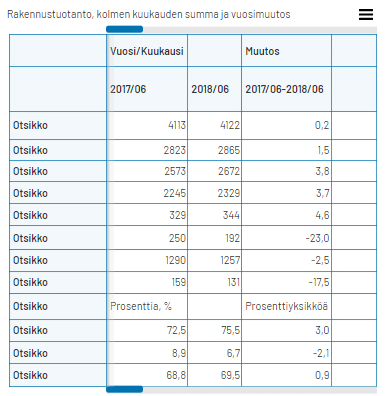 Rakennustuotanto, kolmen kuukauden summa ja vuosimuutos
Vuosi/Kuukausi Muutos
2017/06 2018/06 2017/06-2018/06
Otsikko 4113 4122 0,2
Otsikko 2823 2865 1,5
Otsikko 2573 2672 3,8
Otsikko 2245 2329 3,7
Otsikko 329 344 4,6
Otsikko 250 192 -23,0
Otsikko 1290 1257 -2,5
Otsikko 159 131 -17,5
Otsikko Prosenttia, % Prosenttiyksikköä
Otsikko 72,5 75,5 3,0
Otsikko 8,9 6,7 -2,1
Otsikko 68,8 69,5 0,9